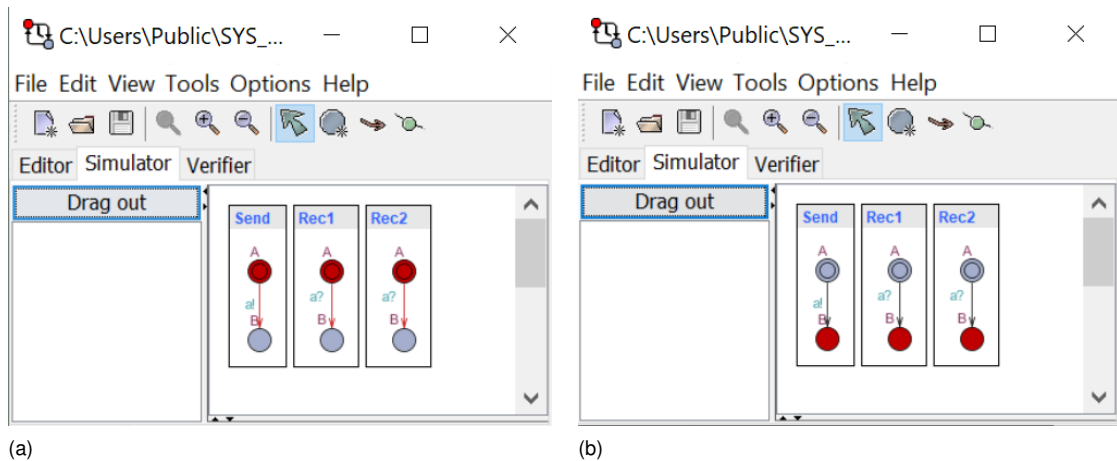 C:\Users\Public\SYS_...
File Edit View Tools Options Help
Editor Simulator Verifier
Drag out
Send Rec1 Rec2
A A A
a! a? a?
B B B
(a)
C:\Users\Public\SYS_...
File Edit View Tools Options Help
Editor Simulator Verifier
Drag out
Send Rec1 Rec2
A A A
a! a? a?
B B B
(b)